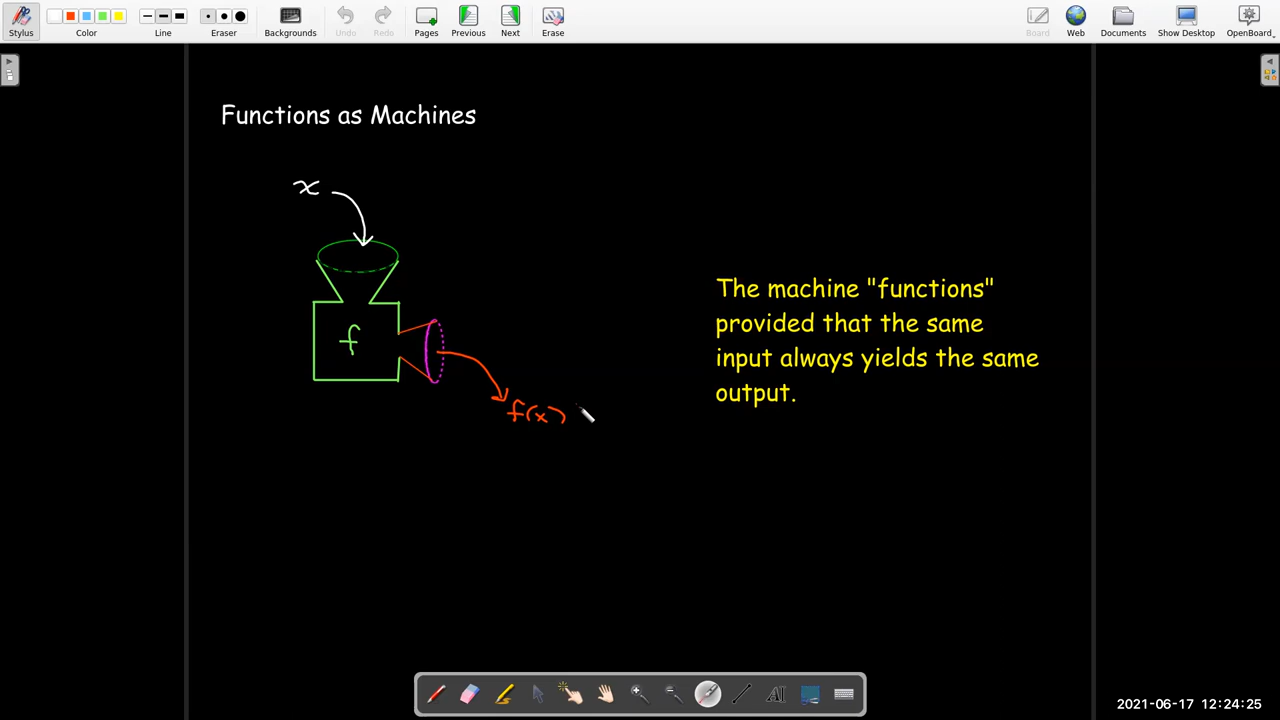 Stylus
Color
Line
Eraser
Backgrounds
Undo
Redo
Pages
Previous
Next
Erase
Board
Web
Documents
Show Desktop
OpenBoard
Functions as Machines
x
f
f(x)
The machine "functions"
provided that the same
input always yields the same
output.
AI
2021-06-17 12:24:25